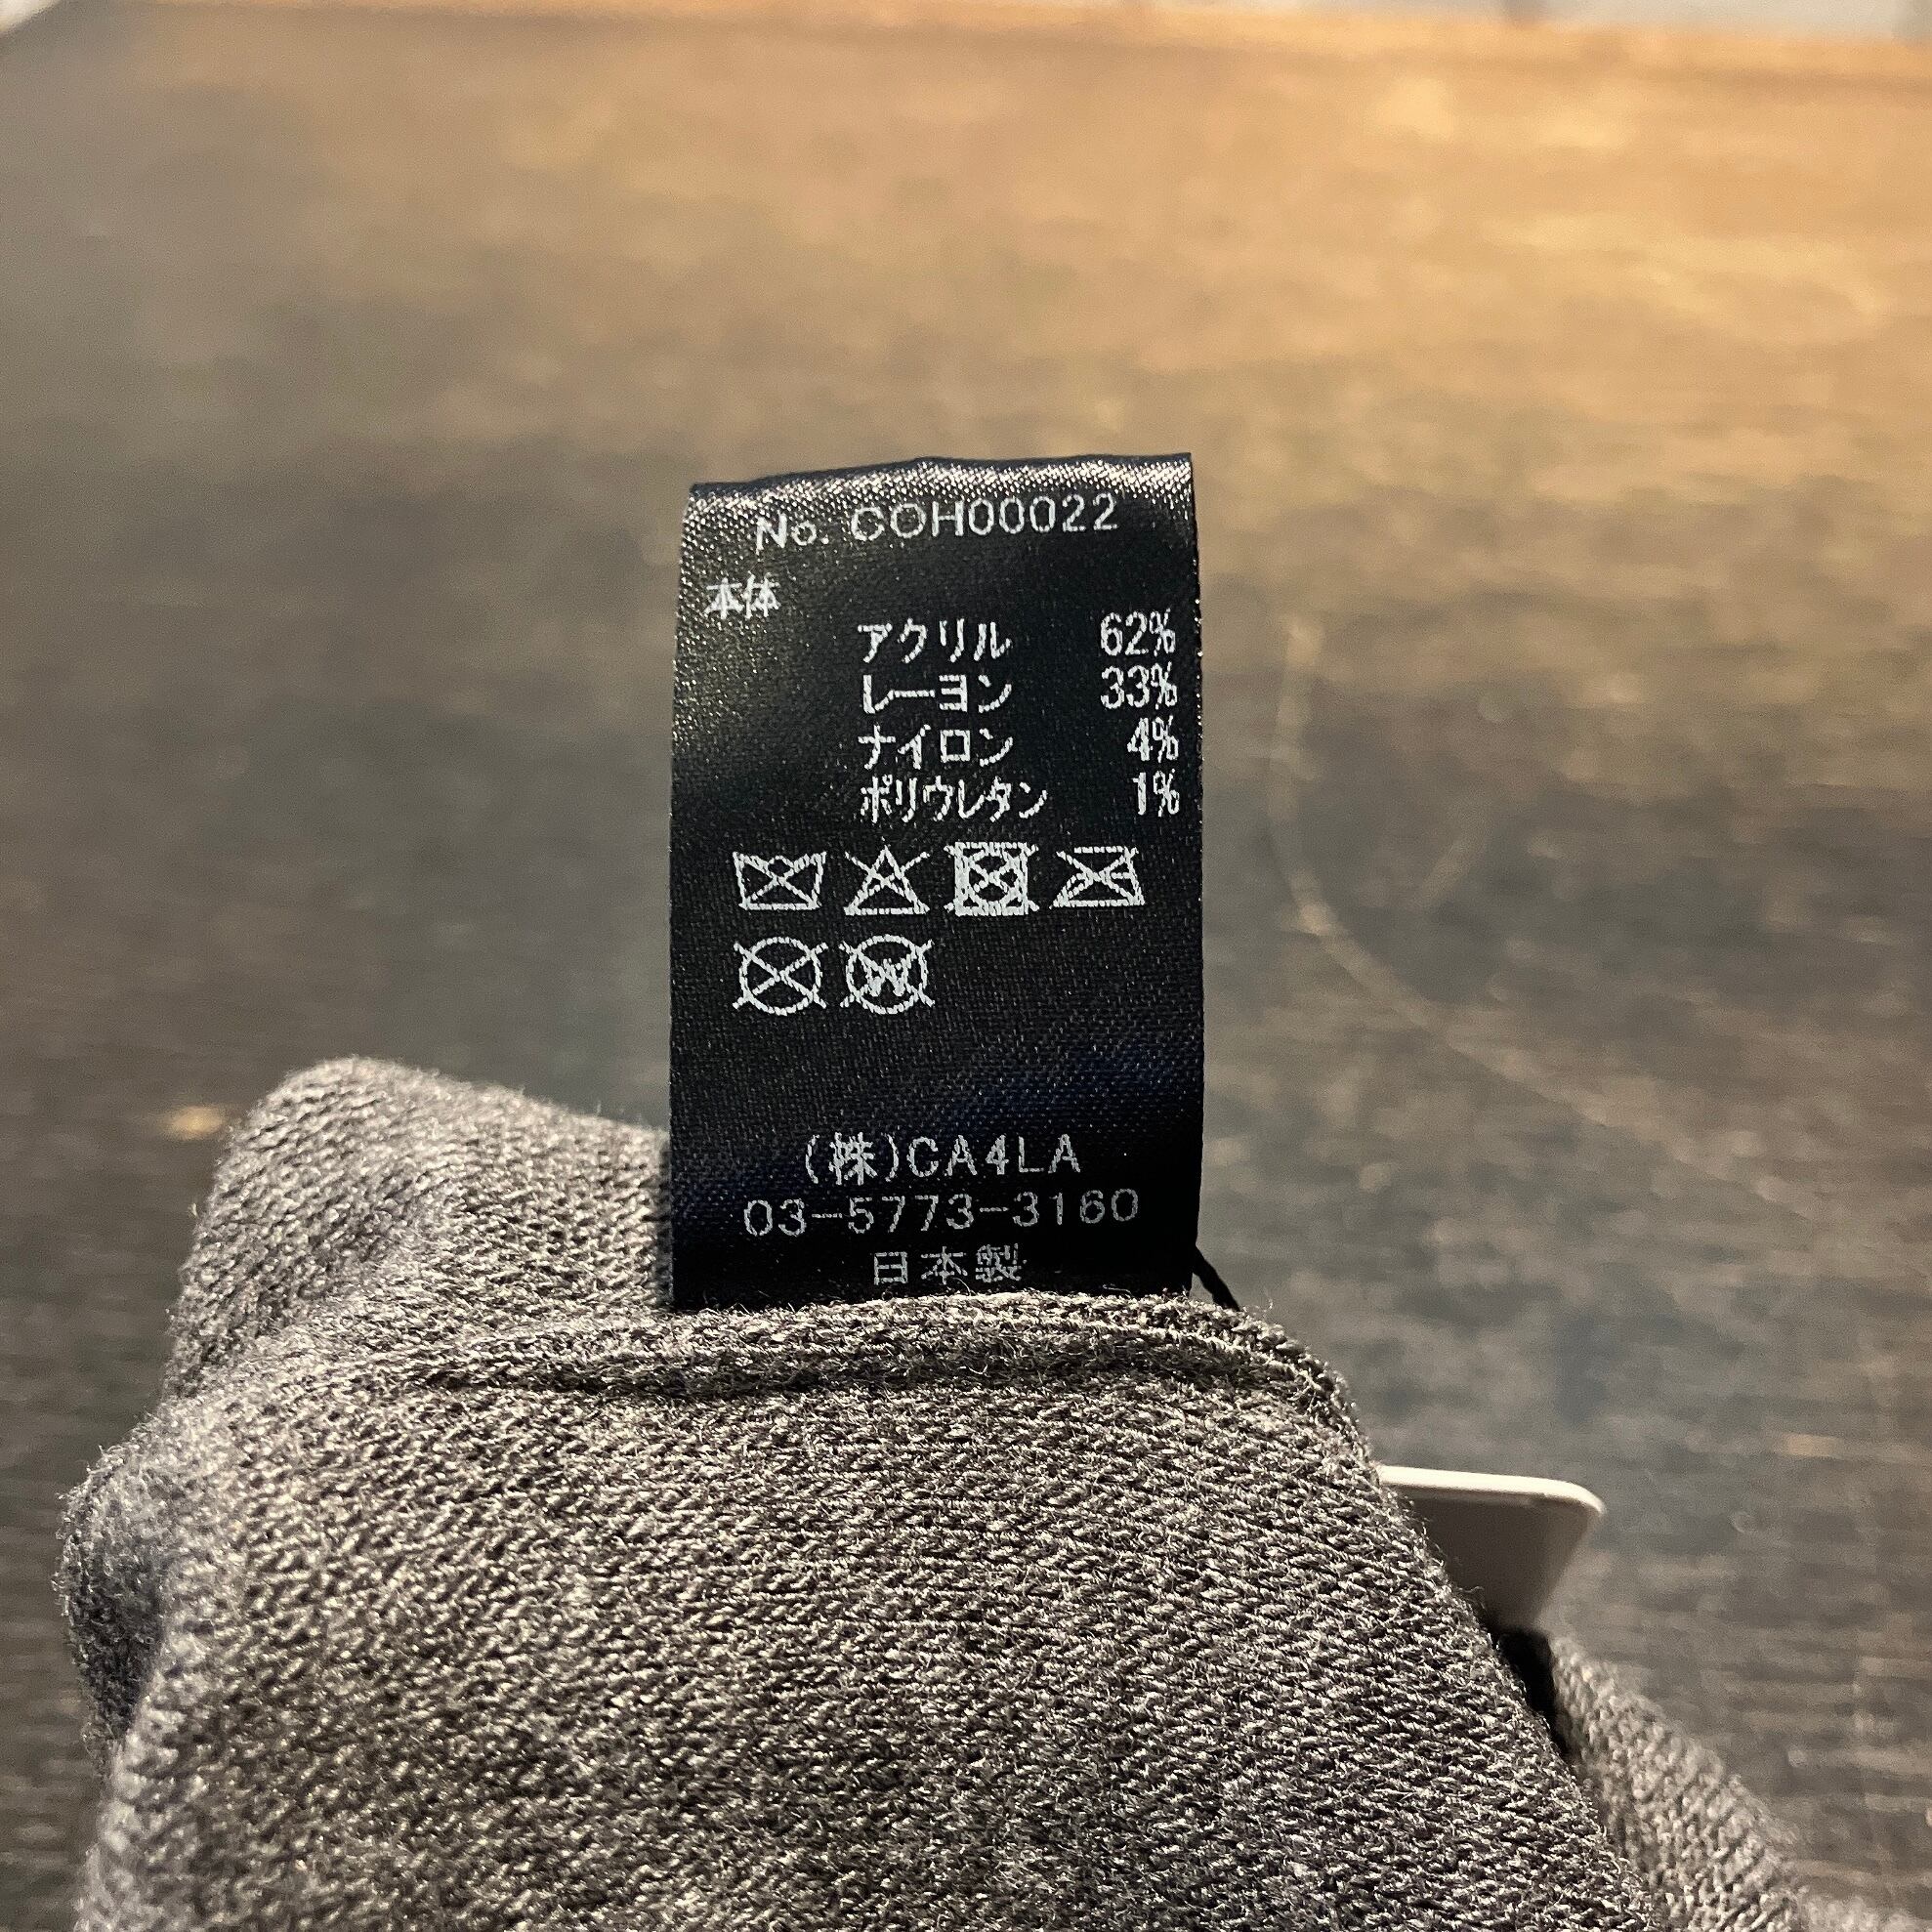 No. COH00022
本体
アクリル 62%
レーヨン 33%
ナイロン 4%
ポリウレタン 1%
W
(株)CA4LA
03-5773-3160
日本製